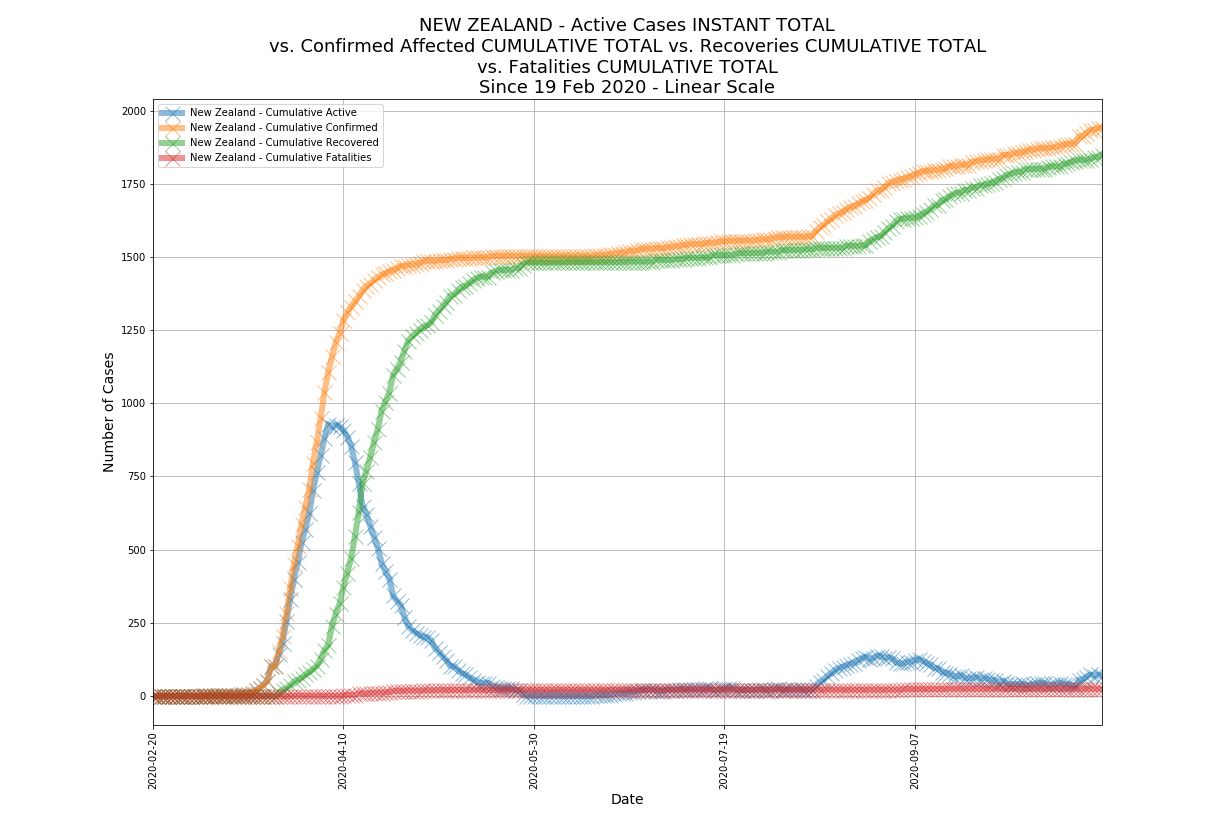 NEW ZEALAND - Active Cases INSTANT TOTAL
vs. Confirmed Affected CUMULATIVE TOTAL vs. Recoveries CUMULATIVE TOTAL
vs. Fatalities CUMULATIVE TOTAL
Since 19 Feb 2020 - Linear Scale
New Zealand - Cumulative Active
New Zealand - Cumulative Confirmed
New Zealand - Cumulative Recovered
New Zealand - Cumulative Fatalities
Number of Cases
2000
1750
1500
1250
1000
750
500
250
0
2020-02-20
2020-04-10
2020-05-30
2020-07-19
2020-09-07
Date